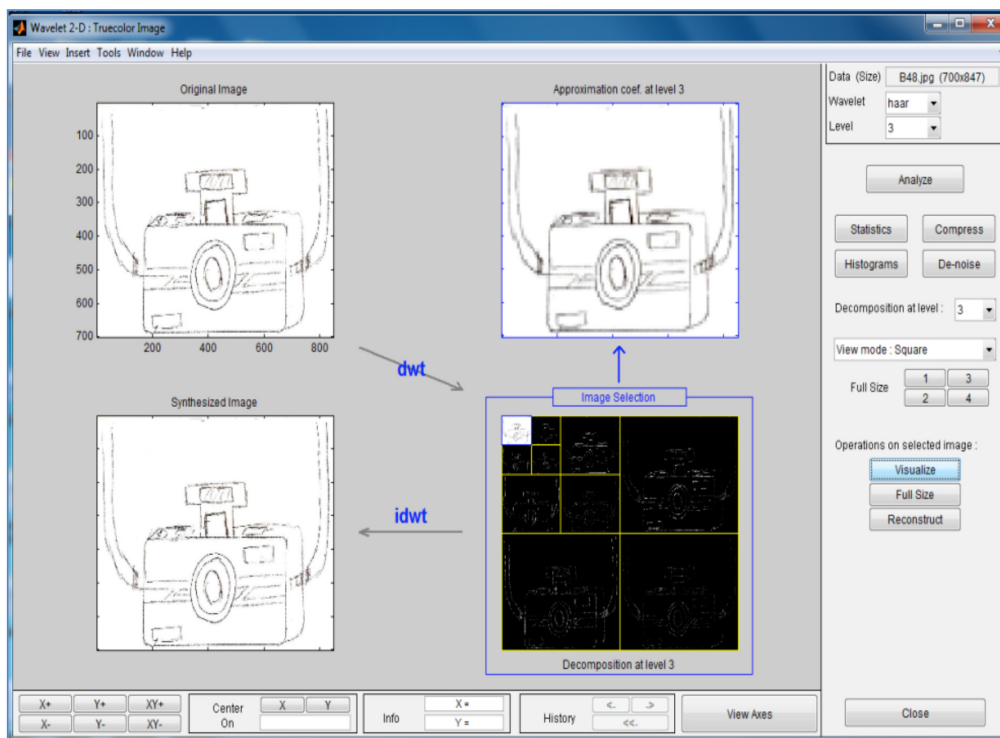 Wavelet 2-D : Truecolor Image
File View Insert Tools Window Help
Original Image
100
200
300
400
500
600
700
200 400 600 800
Approximation coef. at level 3
dwt
Synthesized Image
idwt
Image Selection
Decomposition at level 3
Data (Size) B48.jpg (700x847)
Wavelet haar
Level 3
Analyze
Statistics Compress
Histograms De-noise
Decomposition at level : 3
View mode : Square
Full Size 1 3
2 4
Operations on selected image :
Visualize
Full Size
Reconstruct
X+ Y+ XY+
X- Y- XY-
Center On X Y
Info X =
Y =
History <- ->
<<-
View Axes
Close